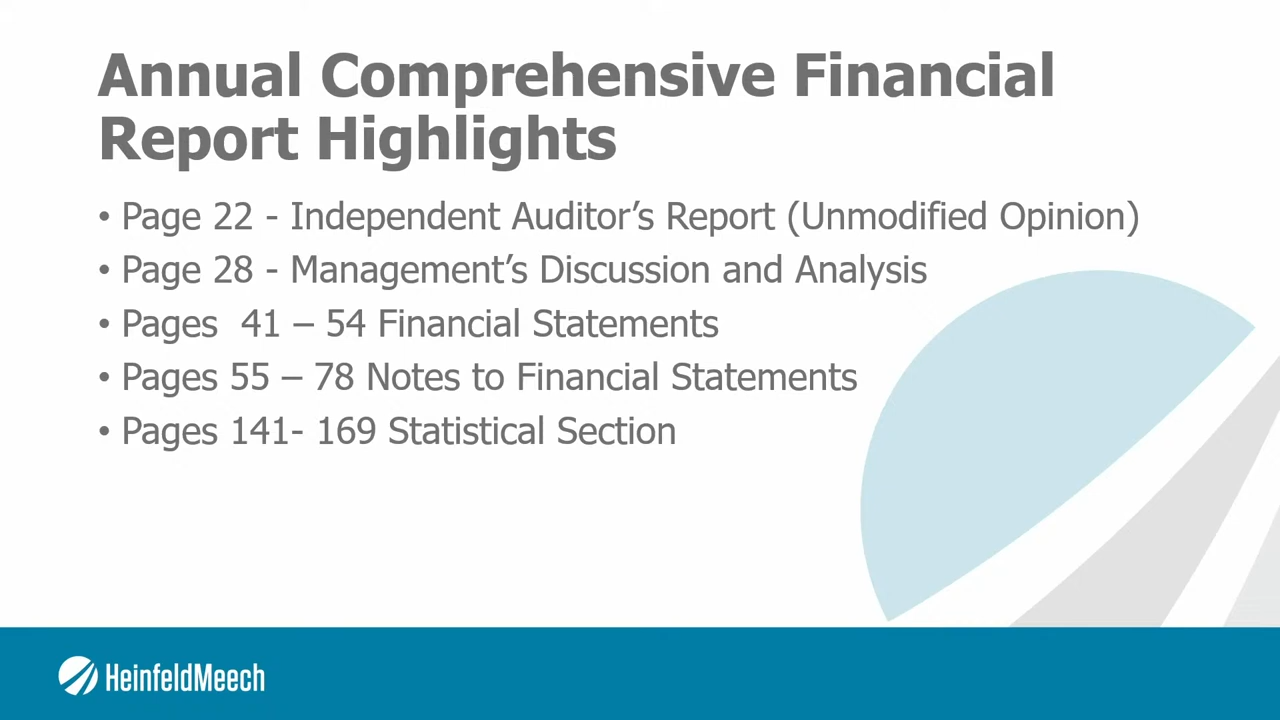 Annual Comprehensive Financial
Report Highlights
• Page 22 - Independent Auditor’s Report (Unmodified Opinion)
• Page 28 - Management’s Discussion and Analysis
• Pages  41 – 54 Financial Statements
• Pages 55 – 78 Notes to Financial Statements
• Pages 141- 169 Statistical Section
HeinfeldMeech